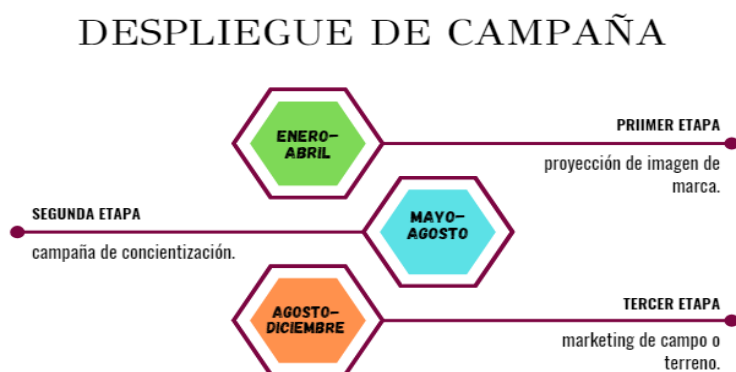 DESPLIEGUE DE CAMPAÑA
ENERO-
ABRIL
PRIIMER ETAPA
proyección de imagen de
marca.
SEGUNDA ETAPA
campaña de concientización.
MAYO-
AGOSTO
AGOSTO-
DICIEMBRE
TERCER ETAPA
marketing de campo o
terreno.